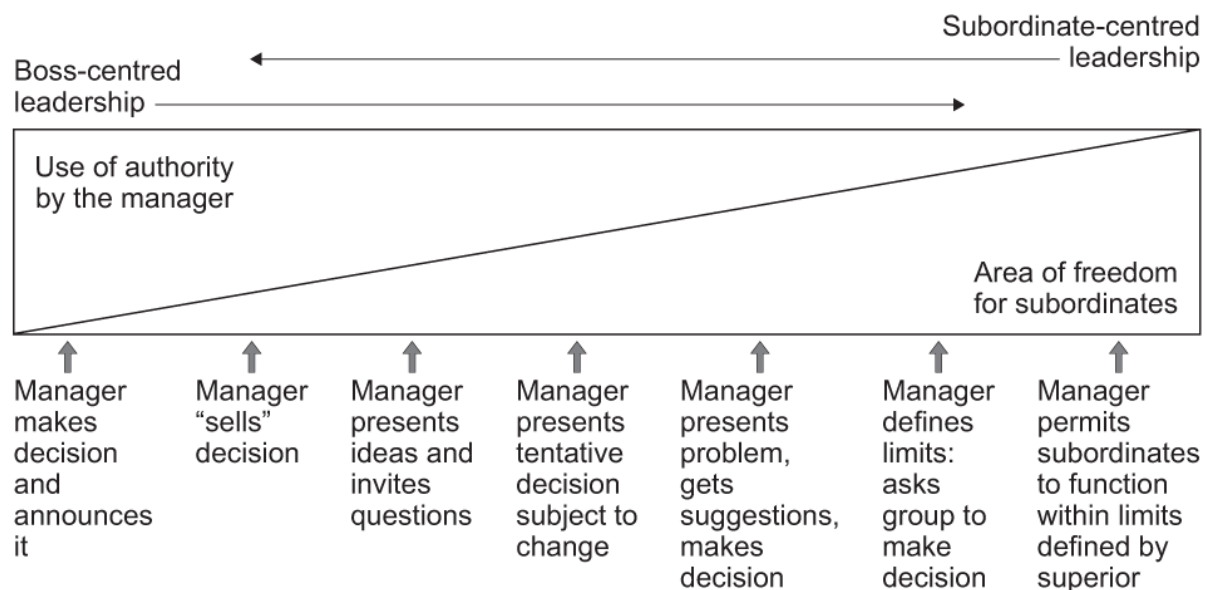 Subordinate-centred
leadership
Boss-centred
leadership
Use of authority
by the manager
Area of freedom
for subordinates
Manager
makes
decision
and
announces
it
Manager
“sells”
decision
Manager
presents
ideas and
invites
questions
Manager
presents
tentative
decision
subject to
change
Manager
presents
problem,
gets
suggestions,
makes
decision
Manager
defines
limits:
asks
group to
make
decision
Manager
permits
subordinates
to function
within limits
defined by
superior